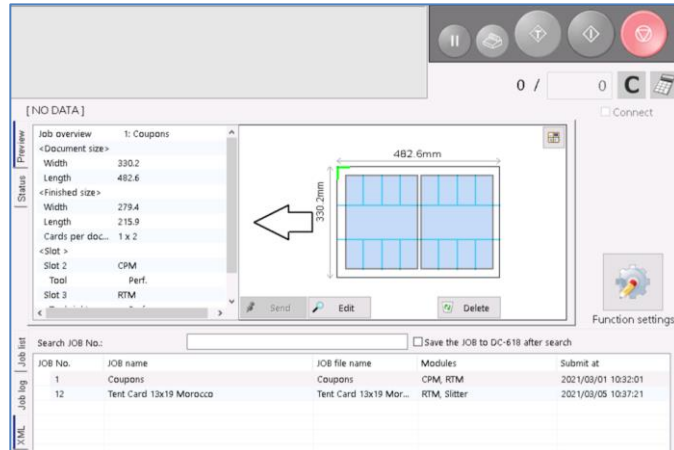 0 / 0 C
[ NO DATA ]
Connect
Preview
Status
Job overview 1: Coupons
<Document size>
Width 330.2
Length 482.6
<Finished size>
Width 279.4
Length 215.9
Cards per doc... 1 x 2
<Slot >
Slot 2 CPM
Tool Perf.
Slot 3 RTM
482.6mm
330.2mm
Send
Edit
Delete
Function settings
Job list
Job log
XML
Search JOB No.:
Save the JOB to DC-618 after search
JOB No. JOB name JOB file name Modules Submit at
1 Coupons Coupons CPM, RTM 2021/03/01 10:32:01
12 Tent Card 13x19 Morocco Tent Card 13x19 Mor... RTM, Slitter 2021/03/05 10:37:21